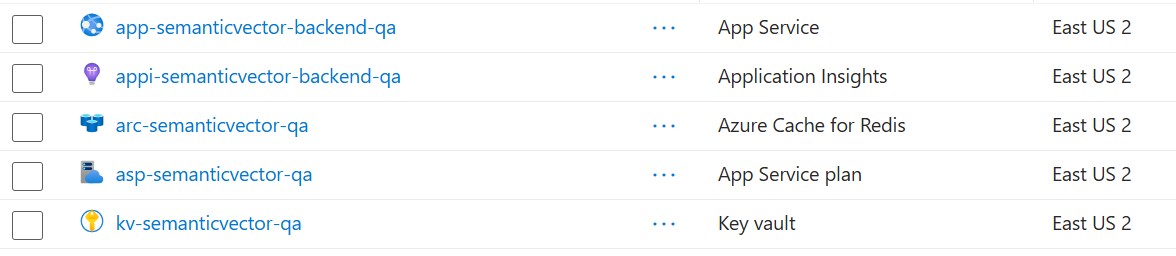 app-semanticvector-backend-qa ... App Service East US 2
appi-semanticvector-backend-qa ... Application Insights East US 2
arc-semanticvector-qa ... Azure Cache for Redis East US 2
asp-semanticvector-qa ... App Service plan East US 2
kv-semanticvector-qa ... Key vault East US 2